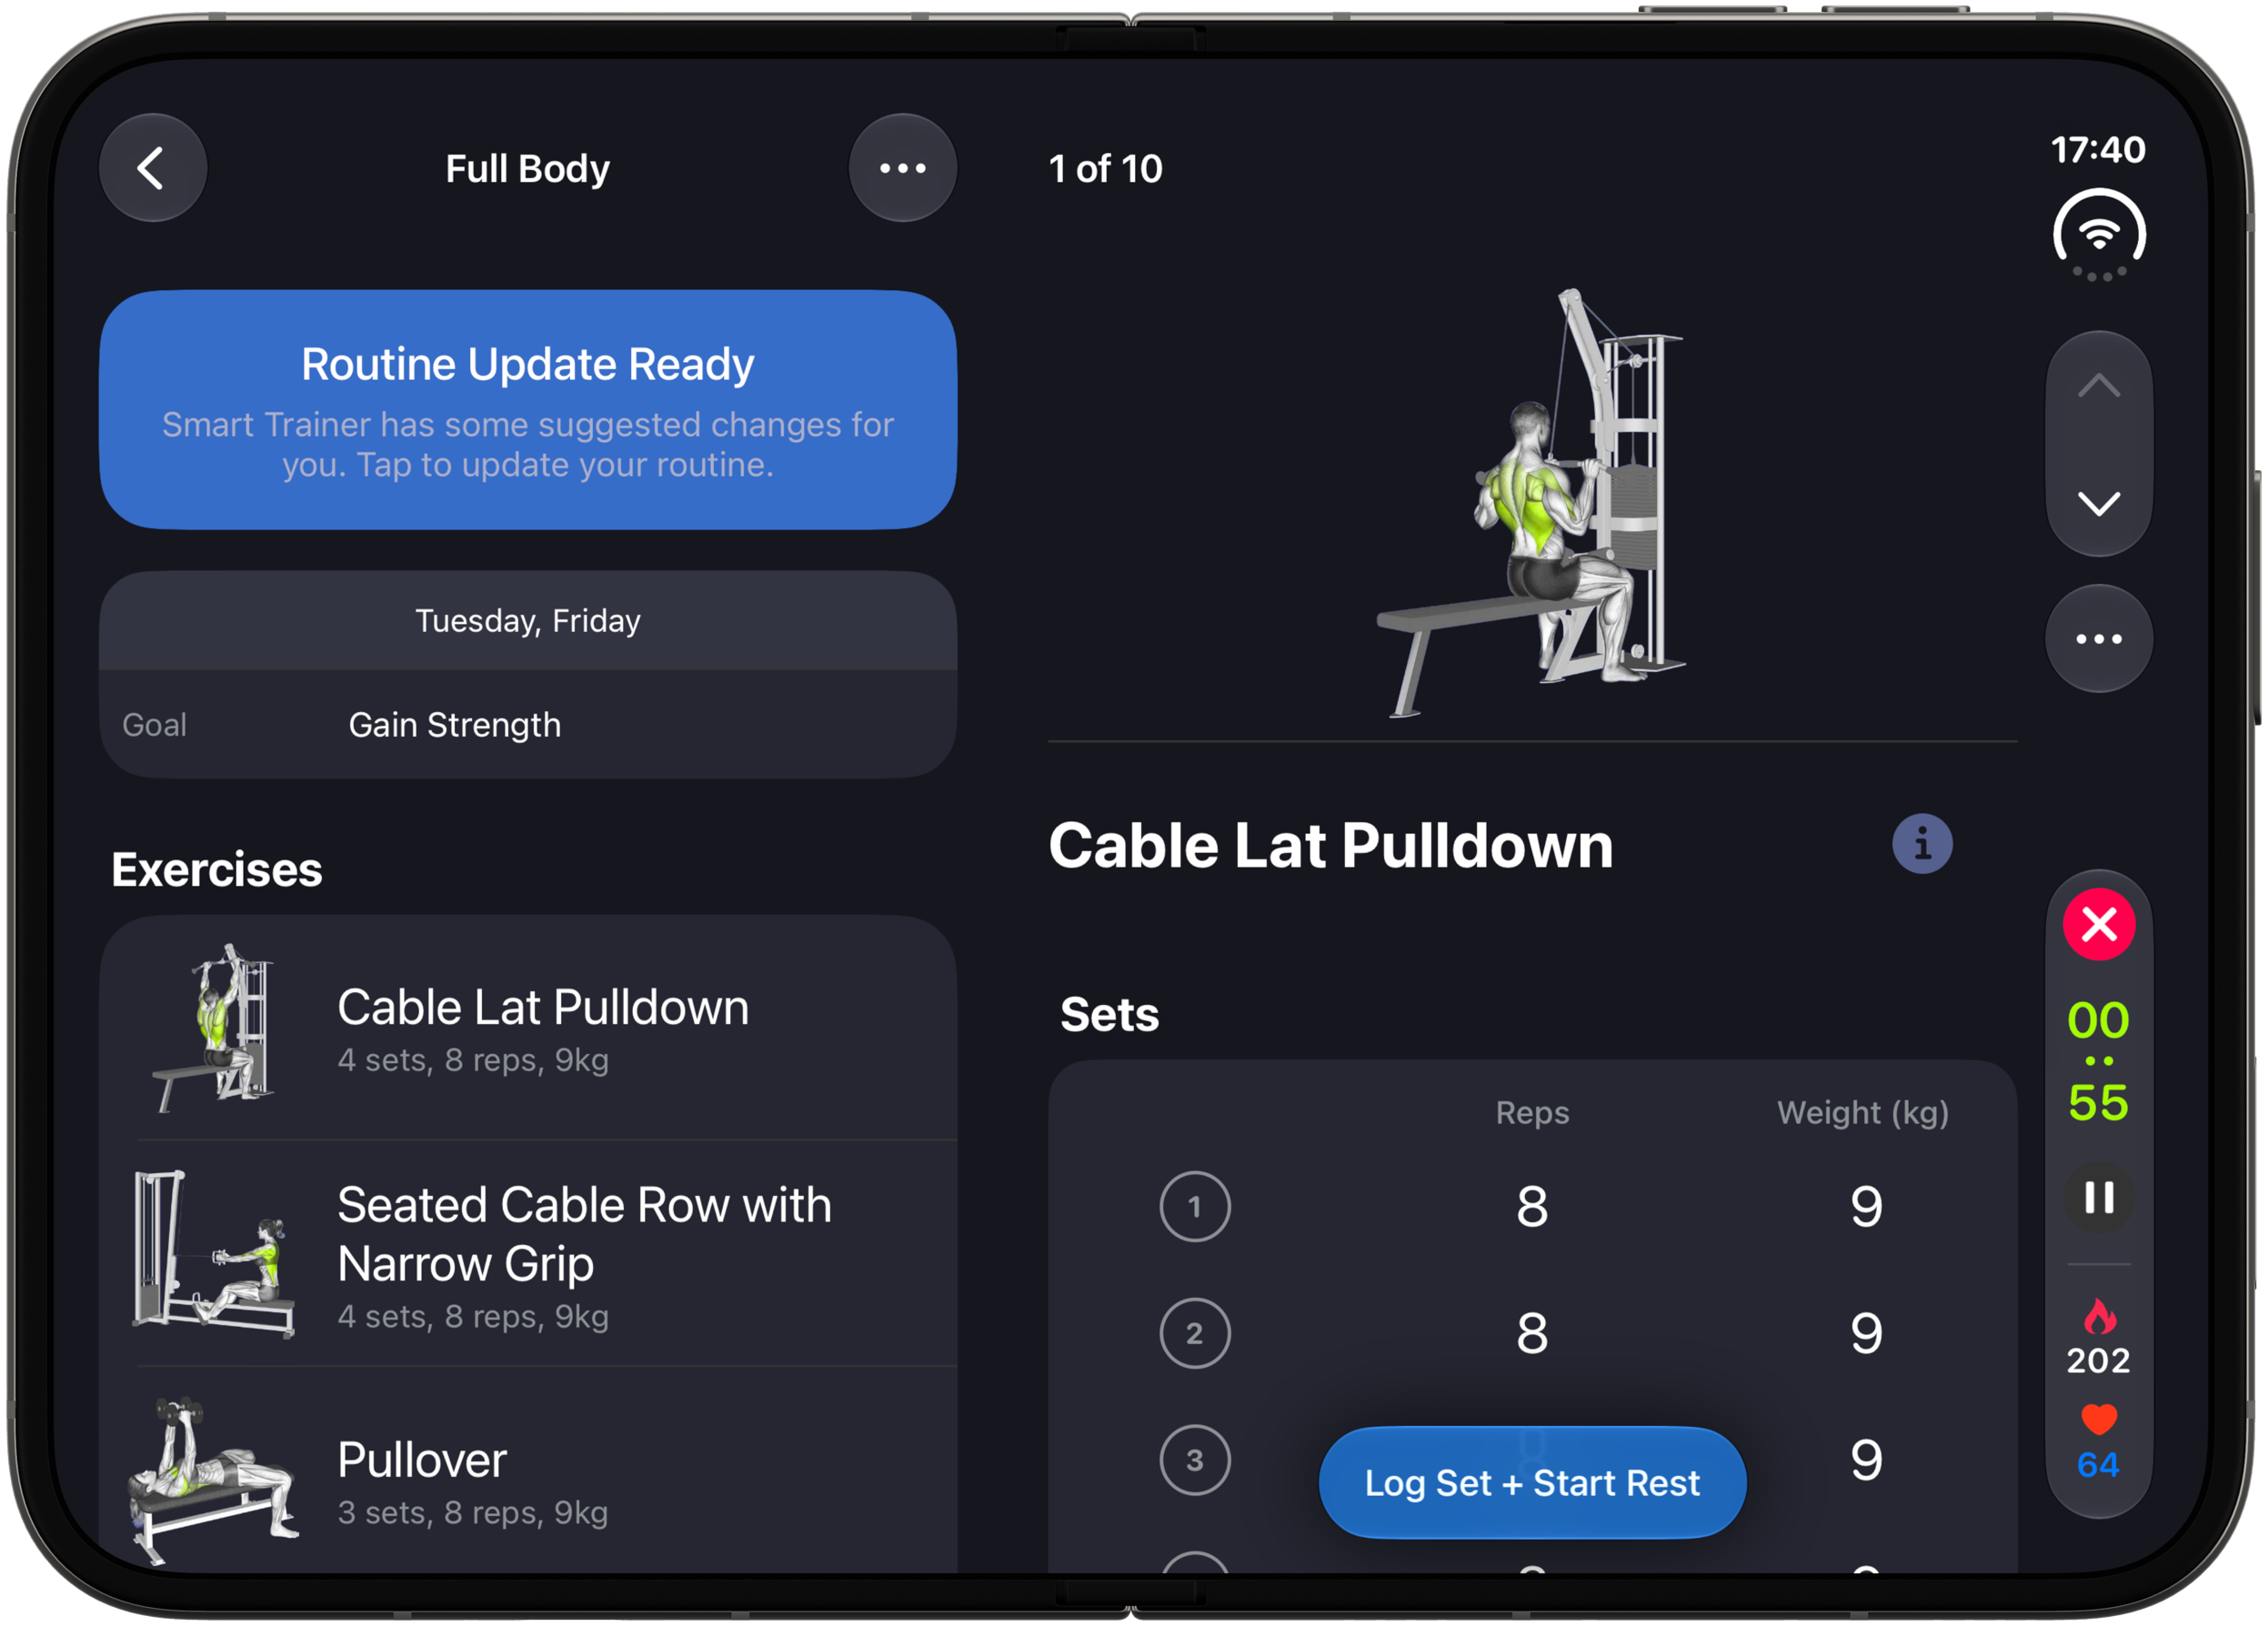 Full Body
Routine Update Ready
Smart Trainer has some suggested changes for
you. Tap to update your routine.
Tuesday, Friday
Goal
Gain Strength
Exercises
Cable Lat Pulldown
4 sets, 8 reps, 9kg
Seated Cable Row with
Narrow Grip
4 sets, 8 reps, 9kg
Pullover
3 sets, 8 reps, 9kg
1 of 10
Cable Lat Pulldown
Sets
Reps
Weight (kg)
1 8 9
2 8 9
3 8 9
Log Set + Start Rest
17:40
00
:
55
202
64